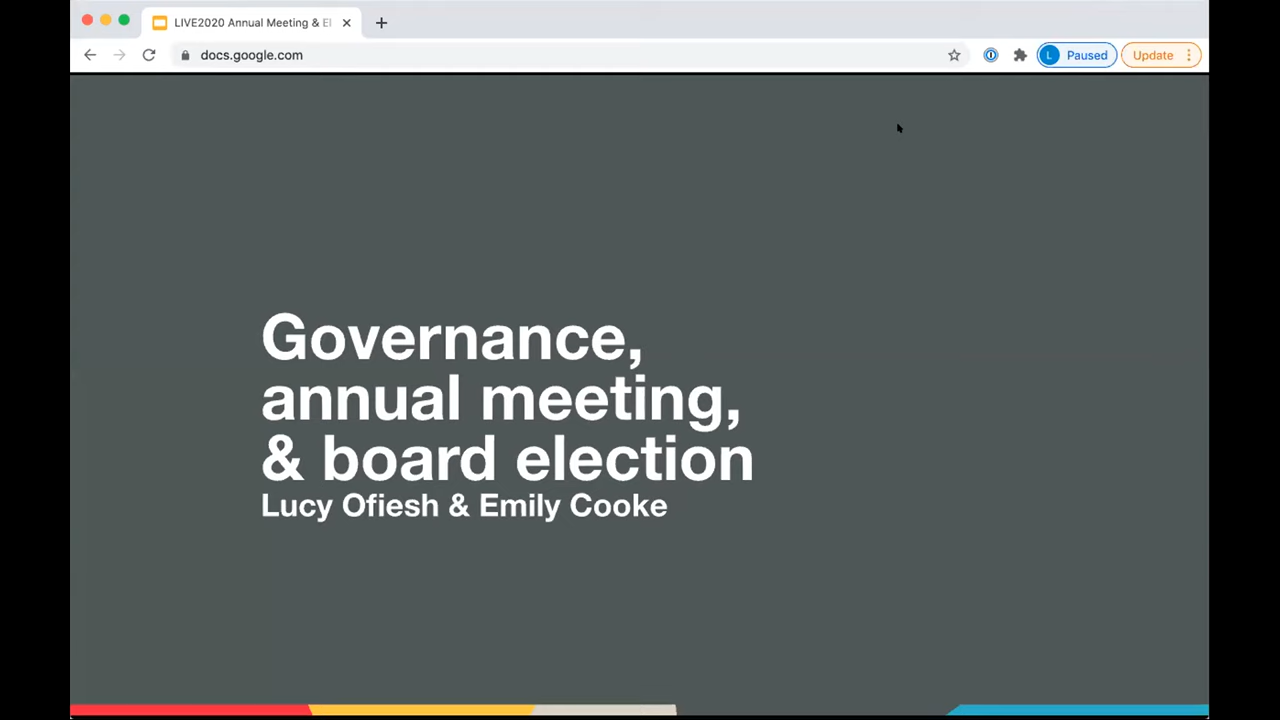 LIVE2020 Annual Meeting & El
docs.google.com
L
Paused
Update
Governance,
annual meeting,
& board election
Lucy Ofiesh & Emily Cooke